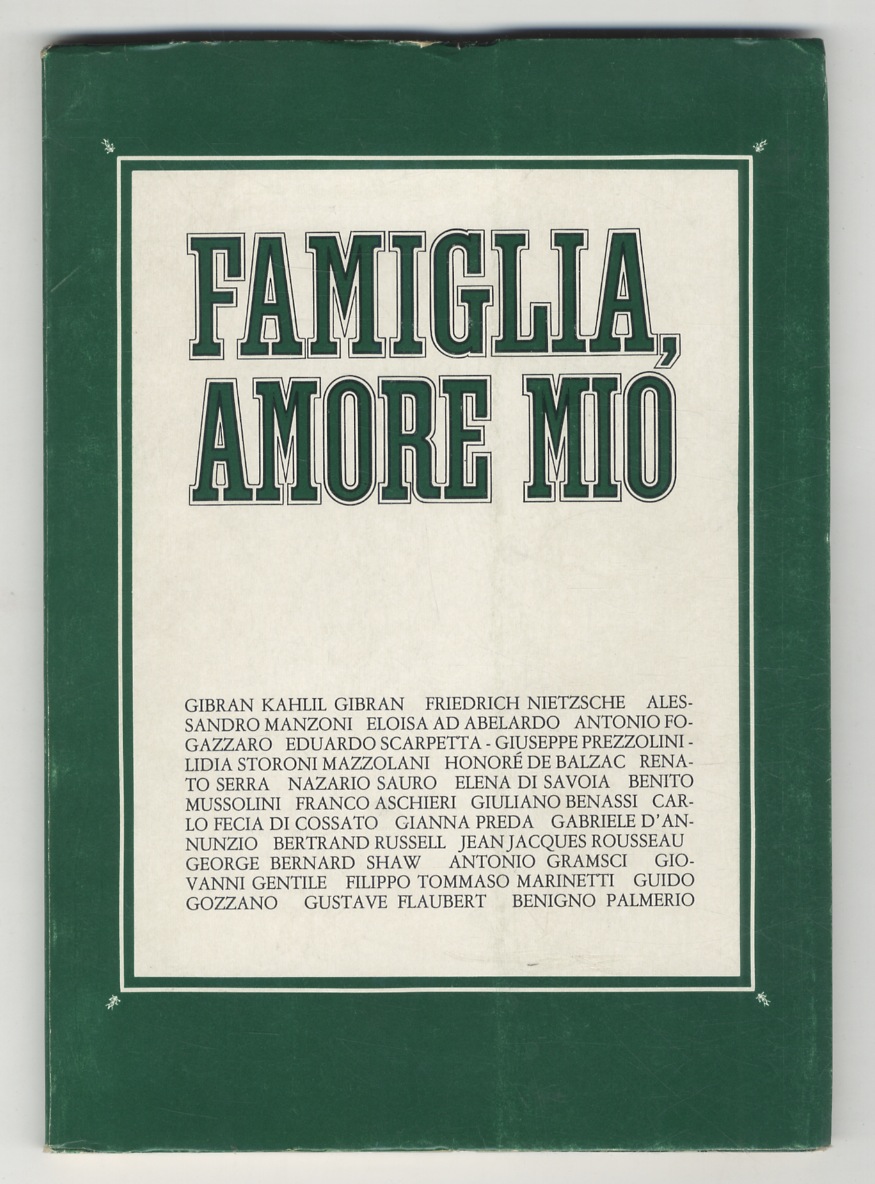 FAMIGLIA,
AMORE MIO
GIBRAN KAHLIL GIBRAN FRIEDRICH NIETZSCHE ALES-
SANDRO MANZONI ELOISA AD ABELARDO ANTONIO FO-
GAZZARO EDUARDO SCARPETTA - GIUSEPPE PREZZOLINI -
LIDIA STORONI MAZZOLANI HONORÉ DE BALZAC RENA-
TO SERRA NAZARIO SAURO ELENA DI SAVOIA BENITO
MUSSOLINI FRANCO ASCHIERI GIULIANO BENASSI CAR-
LO FECIA DI COSSATO GIANNA PREDA GABRIELE D'AN-
NUNZIO BERTRAND RUSSELL JEAN JACQUES ROUSSEAU
GEORGE BERNARD SHAW ANTONIO GRAMSCI GIO-
VANNI GENTILE FILIPPO TOMMASO MARINETTI GUIDO
GOZZANO GUSTAVE FLAUBERT BENIGNO PALMERIO